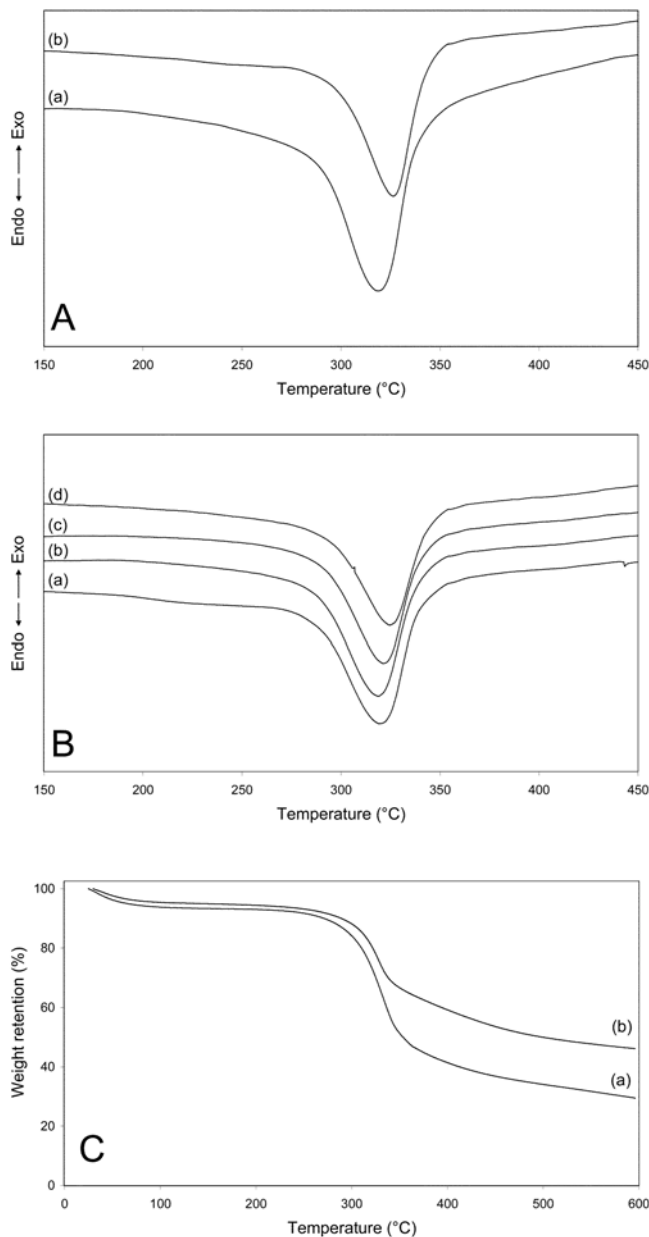 (b)
(a)
Endo ←— —→ Exo
A
150 200 250 300 350 400 450
Temperature (°C)
(d)
(c)
(b)
(a)
Endo ←— —→ Exo
B
150 200 250 300 350 400 450
Temperature (°C)
100
80
60
40
20
0
Weight retention (%)
(b)
(a)
C
0 100 200 300 400 500 600
Temperature (°C)